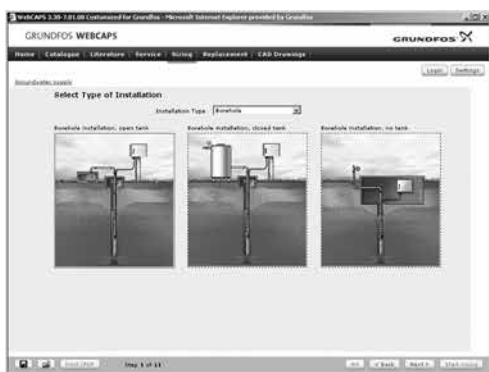 WebCAPS 3.30-7.01.00 Customized for Grundfos - Microsoft Internet Explorer provided by Grundfos
GRUNDFOS WEBCAPS
GRUNDFOS
Home Catalogue Literature Service Sizing Replacement CAD Drawings
Login Settings
Groundwater supply
Select Type of Installation
Installation Type Borehole
Borehole installation, open tank Borehole installation, closed tank Borehole installation, no tank
Step 1 of 11
< Back Next > Start sizing